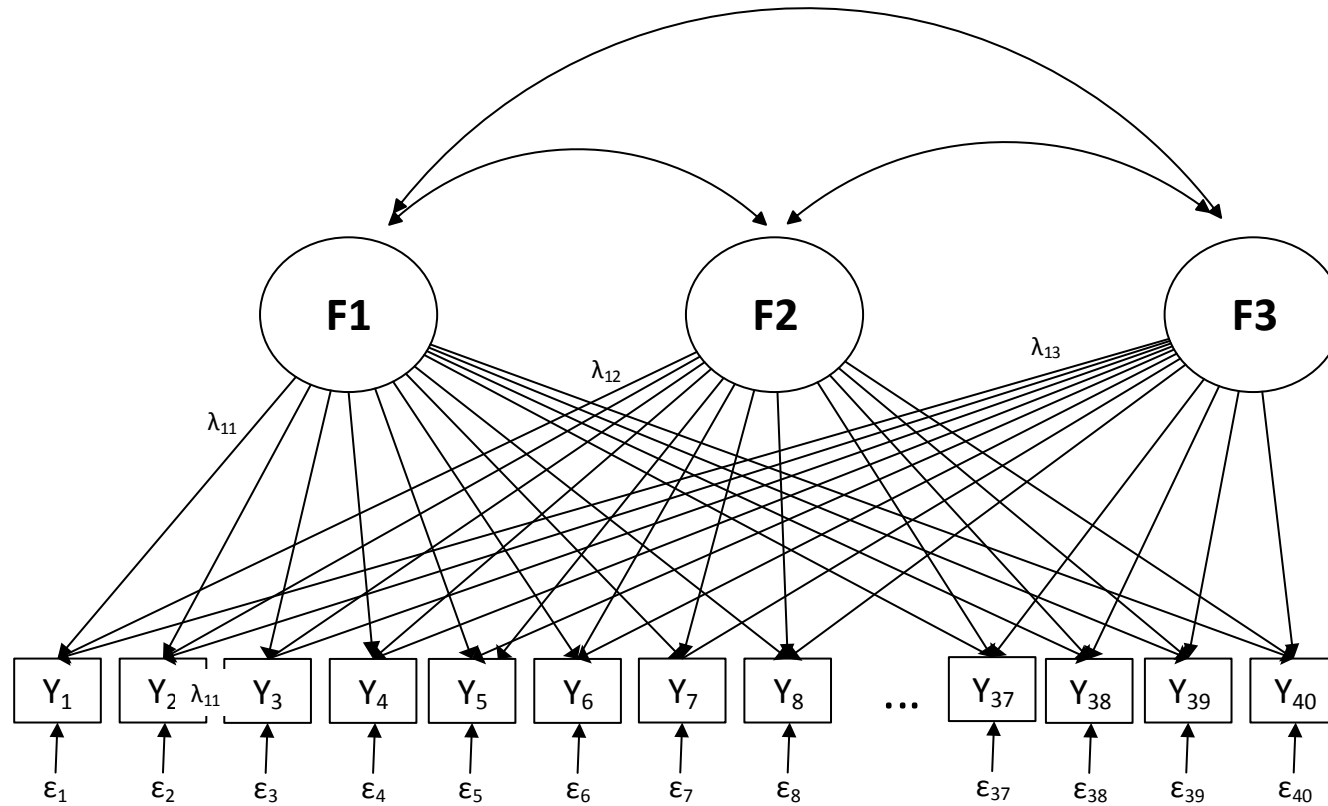 F1 F2 F3
λ₁₃
λ₁₂
λ₁₁
Y₁ Y₂ λ₁₁ Y₃ Y₄ Y₅ Y₆ Y₇ Y₈ ... Y₃₇ Y₃₈ Y₃₉ Y₄₀
ε₁ ε₂ ε₃ ε₄ ε₅ ε₆ ε₇ ε₈ ε₃₇ ε₃₈ ε₃₉ ε₄₀